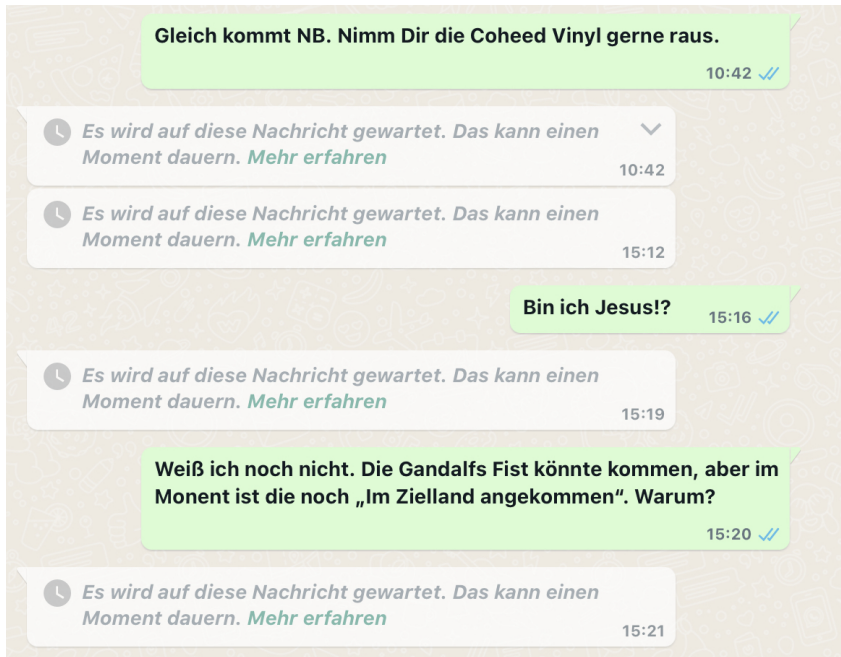 Gleich kommt NB. Nimm Dir die Coheed Vinyl gerne raus.
10:42
Es wird auf diese Nachricht gewartet. Das kann einen
Moment dauern. Mehr erfahren
10:42
Es wird auf diese Nachricht gewartet. Das kann einen
Moment dauern. Mehr erfahren
15:12
Bin ich Jesus!?
15:16
Es wird auf diese Nachricht gewartet. Das kann einen
Moment dauern. Mehr erfahren
15:19
Weiß ich noch nicht. Die Gandalfs Fist könnte kommen, aber im
Monent ist die noch „Im Zielland angekommen“. Warum?
15:20
Es wird auf diese Nachricht gewartet. Das kann einen
Moment dauern. Mehr erfahren
15:21